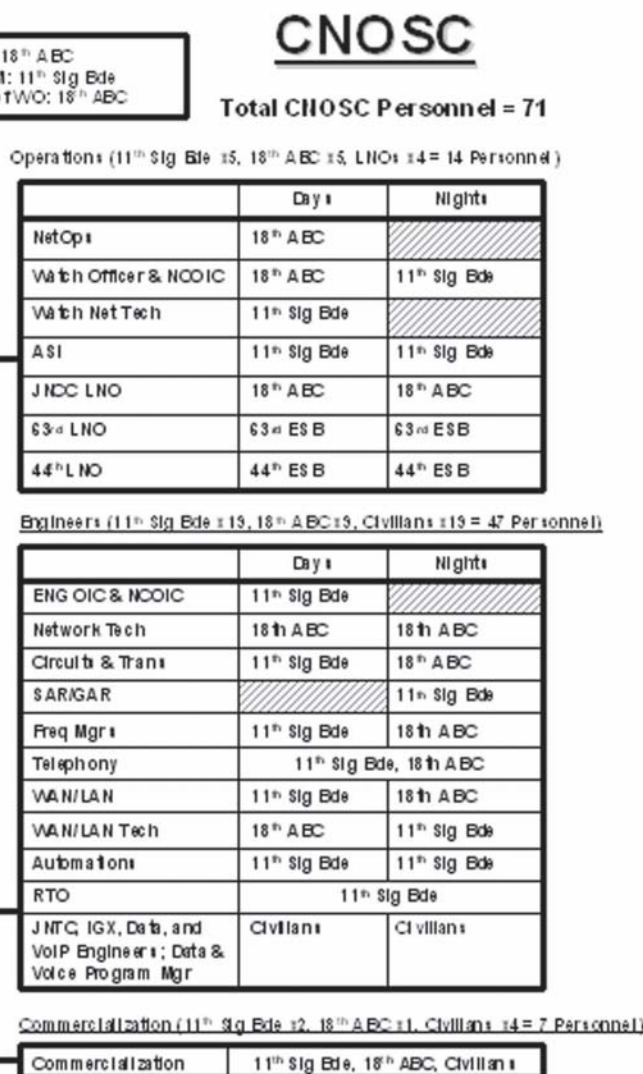 CNOSC
18th ABC
: 11th Sig Bde
WO: 18th ABC
Total CNOSC Personnel = 71
Operations (11th Sig Bde x5, 18th ABC x5, LNOs x4 = 14 Personnel)
Days Nights
NetOps 18th ABC
Watch Officer & NCOIC 18th ABC 11th Sig Bde
Watch Net Tech 11th Sig Bde
ASI 11th Sig Bde 11th Sig Bde
JNCC LNO 18th ABC 18th ABC
63rd LNO 63rd ESB 63rd ESB
44th LNO 44th ESB 44th ESB
Engineers (11th Sig Bde x 19, 18th ABC x9, Civilians x19 = 47 Personnel)
Days Nights
ENG OIC & NCOIC 11th Sig Bde
Network Tech 18th ABC 18th ABC
Circuits & Trans 11th Sig Bde 18th ABC
SAR/GAR 11th Sig Bde
Freq Mgrs 11th Sig Bde 18th ABC
Telephony 11th Sig Bde, 18th ABC
WAN/LAN 11th Sig Bde 18th ABC
WAN/LAN Tech 18th ABC 11th Sig Bde
Automations 11th Sig Bde 11th Sig Bde
RTO 11th Sig Bde
JNTC, IGX, Data, and Civilians Civilians
VoIP Engineers; Data &
Voice Program Mgr
Commercialization (11th Sig Bde x2, 18th ABC x1, Civilians x4 = 7 Personnel)
Commercialization 11th Sig Bde, 18th ABC, Civilians